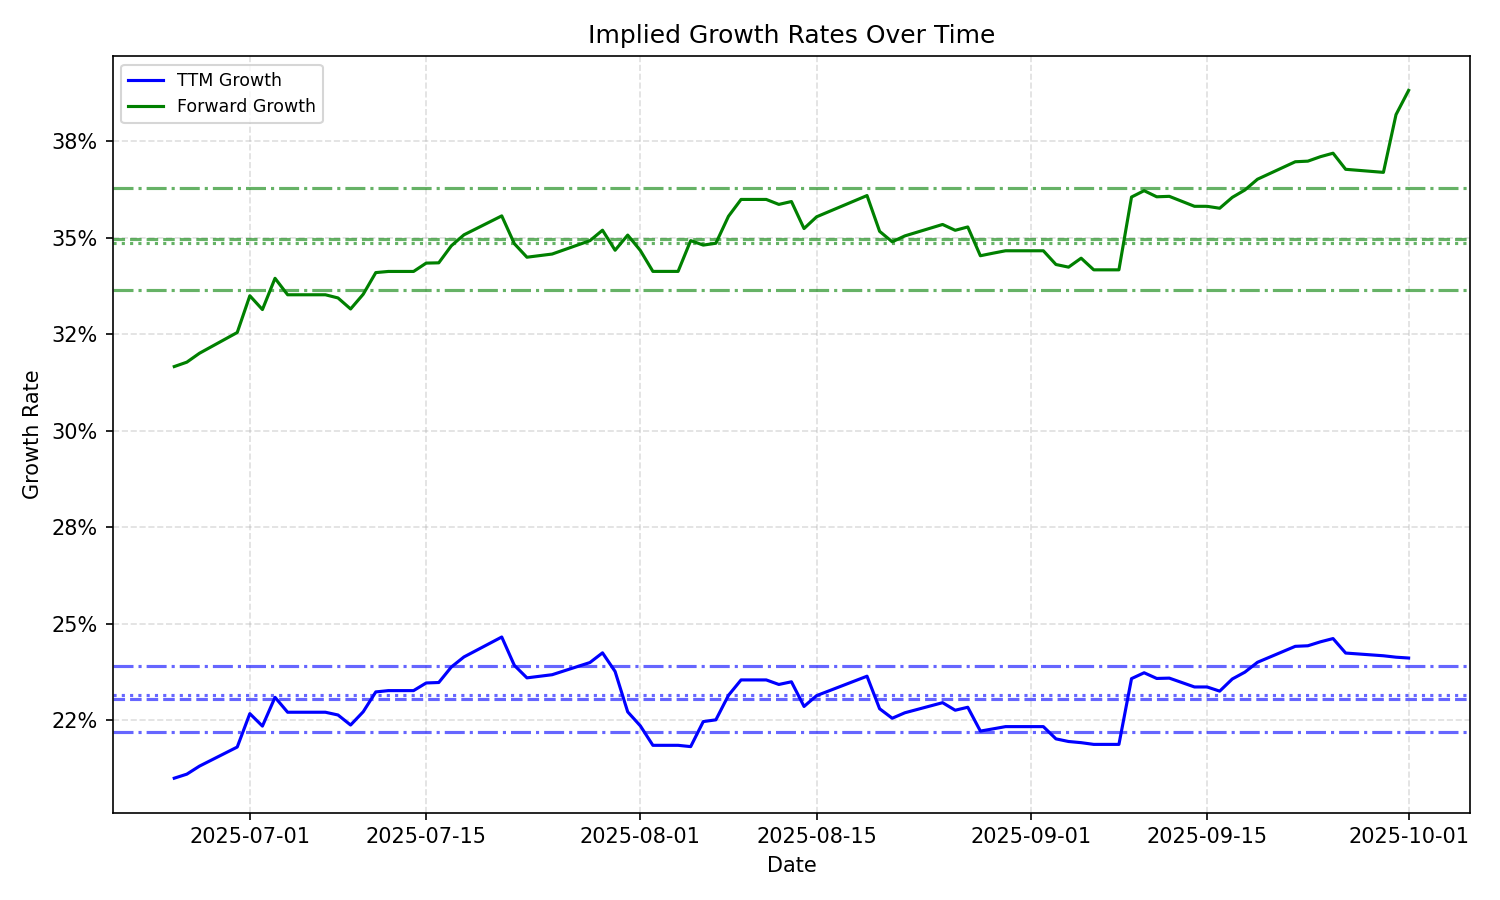 Implied Growth Rates Over Time
TTM Growth
Forward Growth
38%
35%
32%
30%
28%
25%
22%
Growth Rate
2025-07-01
2025-07-15
2025-08-01
2025-08-15
2025-09-01
2025-09-15
2025-10-01
Date